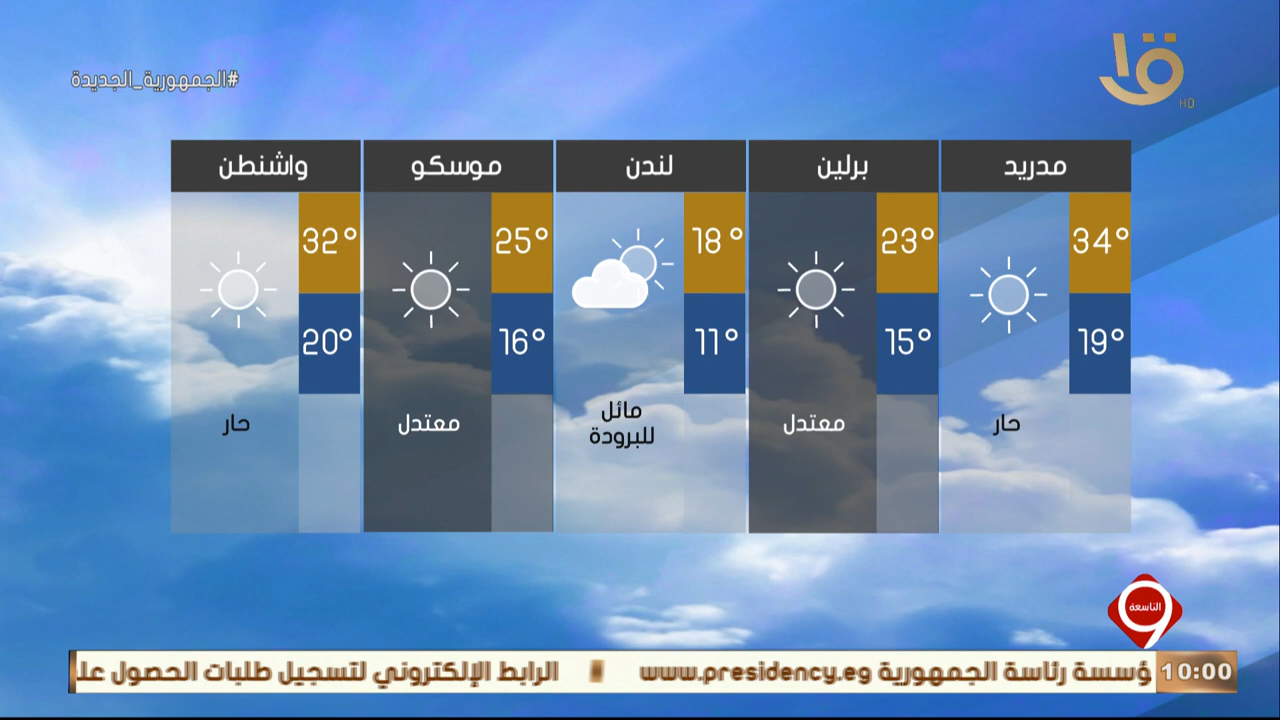 #الجمهورية_الجديدة
HD
مدريد
34°
19°
حار
برلين
23°
15°
معتدل
لندن
18°
11°
مائل
للبرودة
موسكو
25°
16°
معتدل
واشنطن
32°
20°
حار
التاسعة
9
10:00
ؤسسة رئاسة الجمهورية www.presidency.eg الرابط الإلكتروني لتسجيل طلبات الحصول عل